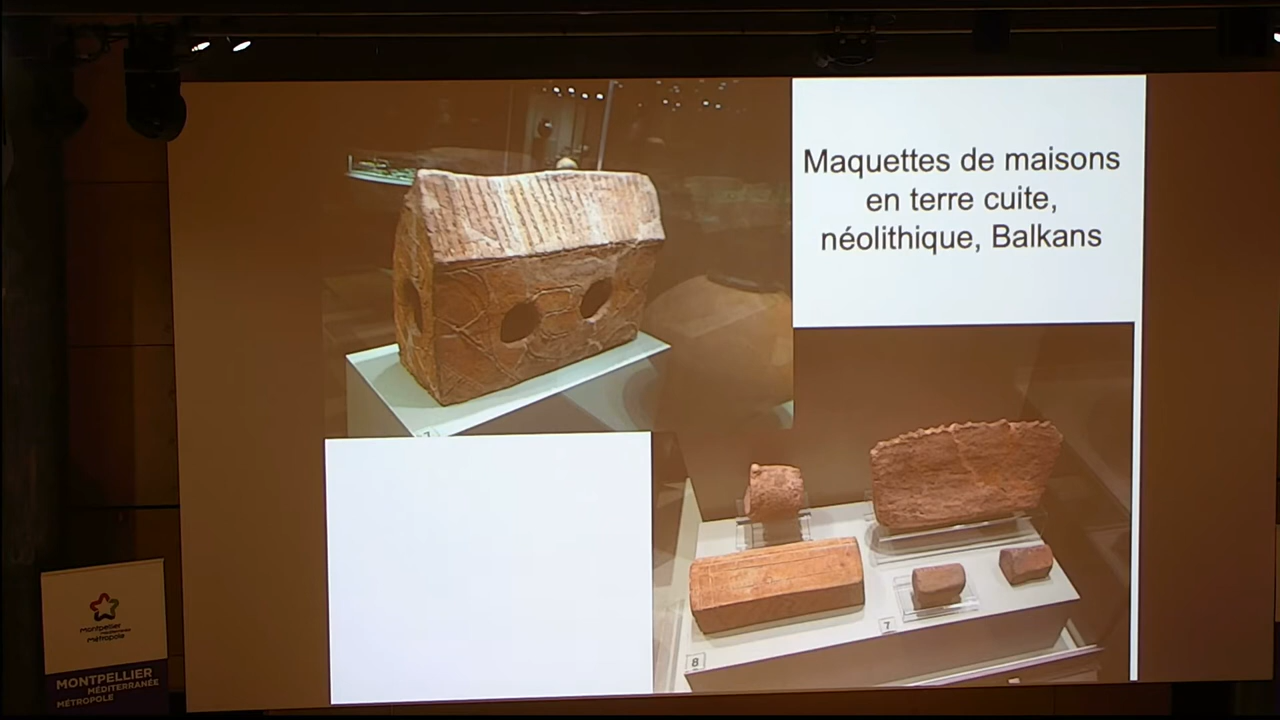 Maquettes de maisons
en terre cuite,
néolithique, Balkans
7
8
Montpellier
Méditerranée
Métropole
MONTPELLIER
MÉDITERRANÉE
MÉTROPOLE